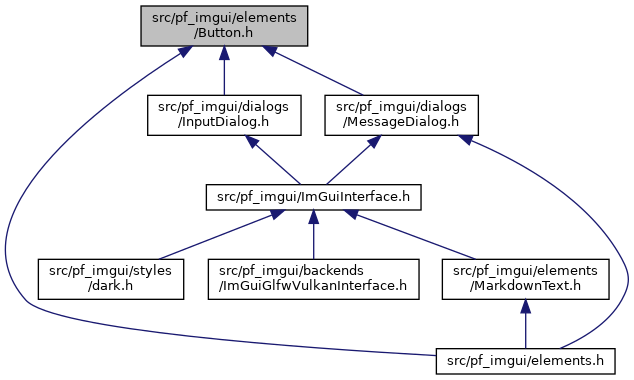 src/pf_imgui/elements
/Button.h
src/pf_imgui/dialogs
/InputDialog.h
src/pf_imgui/dialogs
/MessageDialog.h
src/pf_imgui/ImGuiInterface.h
src/pf_imgui/styles
/dark.h
src/pf_imgui/backends
/ImGuiGlfwVulkanInterface.h
src/pf_imgui/elements
/MarkdownText.h
src/pf_imgui/elements.h